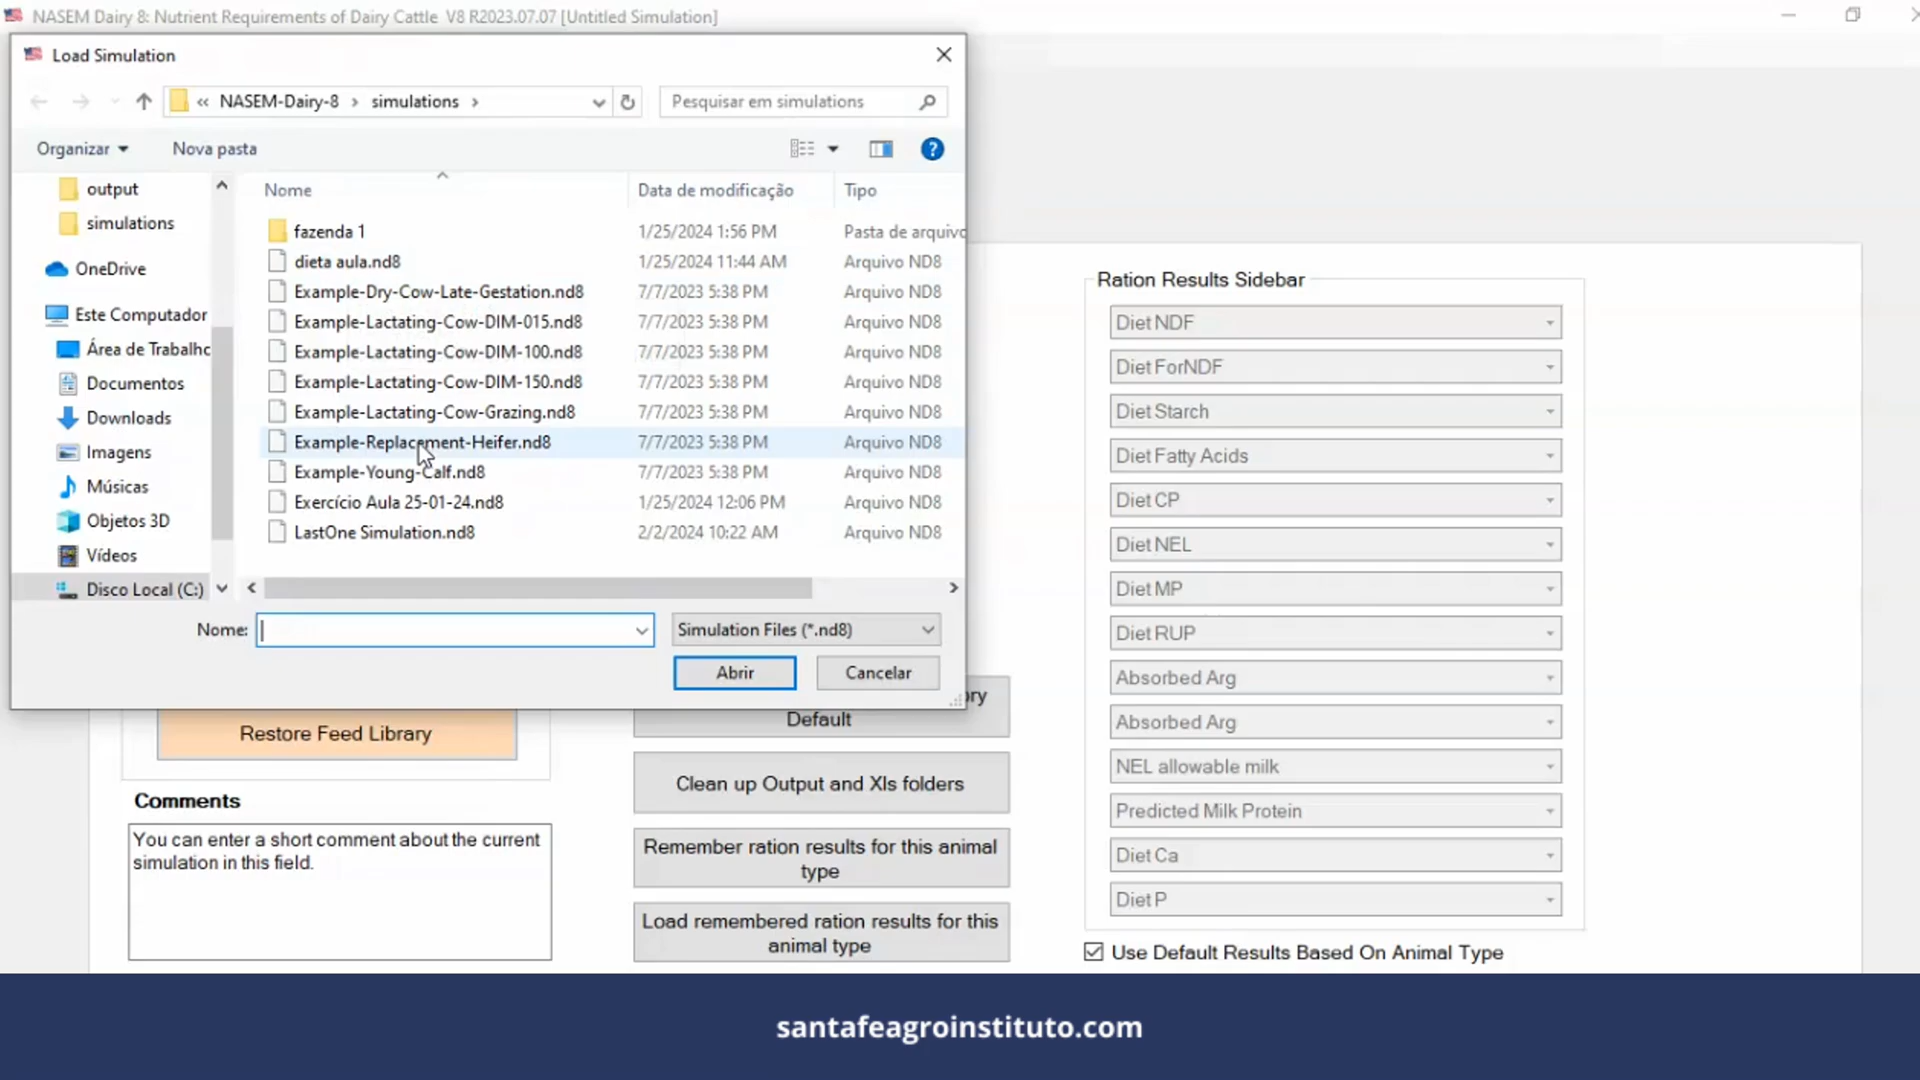 NASEM Dairy 8: Nutrient Requirements of Dairy Cattle V8 R2023.07.07 [Untitled Simulation]
Load Simulation
« NASEM-Dairy-8 › simulations ›
Pesquisar em simulations
Organizar
Nova pasta
output
simulations
OneDrive
Este Computador
Área de Trabalho
Documentos
Downloads
Imagens
Músicas
Objetos 3D
Vídeos
Disco Local (C:)
Nome Data de modificação Tipo
fazenda 1 1/25/2024 1:56 PM Pasta de arquivo
dieta aula.nd8 1/25/2024 11:44 AM Arquivo ND8
Example-Dry-Cow-Late-Gestation.nd8 7/7/2023 5:38 PM Arquivo ND8
Example-Lactating-Cow-DIM-015.nd8 7/7/2023 5:38 PM Arquivo ND8
Example-Lactating-Cow-DIM-100.nd8 7/7/2023 5:38 PM Arquivo ND8
Example-Lactating-Cow-DIM-150.nd8 7/7/2023 5:38 PM Arquivo ND8
Example-Lactating-Cow-Grazing.nd8 7/7/2023 5:38 PM Arquivo ND8
Example-Replacement-Heifer.nd8 7/7/2023 5:38 PM Arquivo ND8
Example-Young-Calf.nd8 7/7/2023 5:38 PM Arquivo ND8
Exercício Aula 25-01-24.nd8 1/25/2024 12:06 PM Arquivo ND8
LastOne Simulation.nd8 2/2/2024 10:22 AM Arquivo ND8
Nome:
Simulation Files (*.nd8)
Abrir
Cancelar
Restore Feed Library
Comments
You can enter a short comment about the current
simulation in this field.
Default
Clean up Output and Xls folders
Remember ration results for this animal
type
Load remembered ration results for this
animal type
Ration Results Sidebar
Diet NDF
Diet ForNDF
Diet Starch
Diet Fatty Acids
Diet CP
Diet NEL
Diet MP
Diet RUP
Absorbed Arg
Absorbed Arg
NEL allowable milk
Predicted Milk Protein
Diet Ca
Diet P
Use Default Results Based On Animal Type
santafeagroinstituto.com